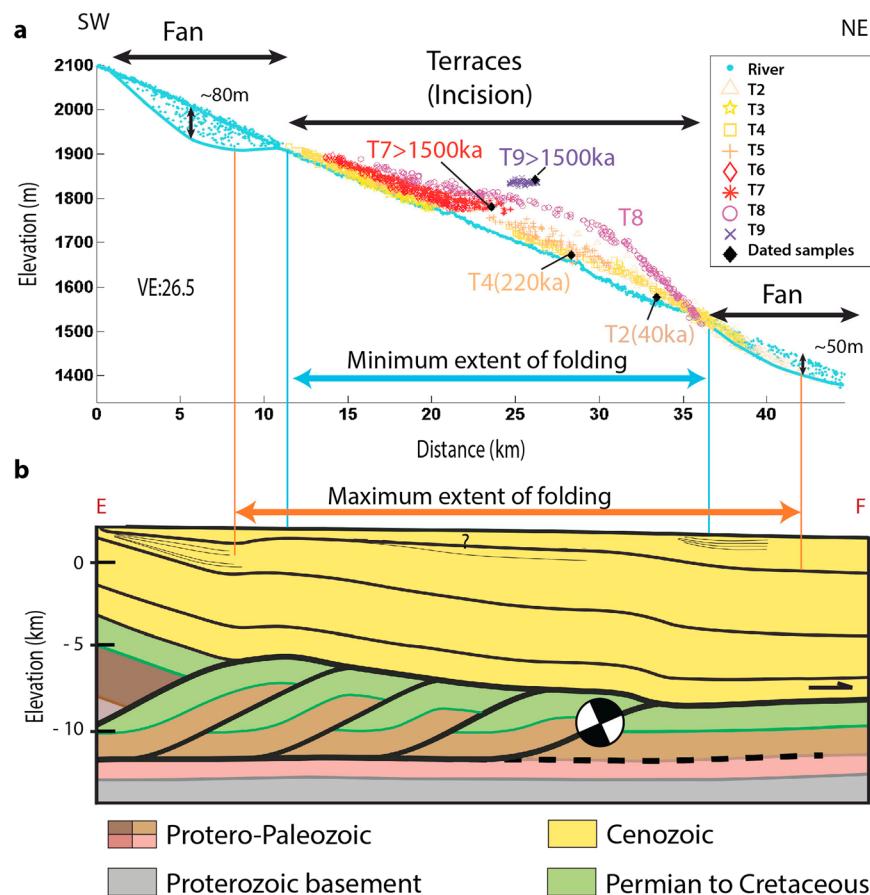 SW
NE
a
Fan
Terraces
(Incision)
~80m
T7>1500ka
T9>1500ka
T8
T4(220ka)
T2(40ka)
VE:26.5
Fan
~50m
River
T2
T3
T4
T5
T6
T7
T8
T9
Dated samples
Elevation (m)
2100
2000
1900
1800
1700
1600
1500
1400
0
5
10
15
20
25
30
35
40
Distance (km)
Minimum extent of folding
b
E
F
Maximum extent of folding
?
Elevation (km)
0
- 5
- 10
Protero-Paleozoic
Cenozoic
Proterozoic basement
Permian to Cretaceous